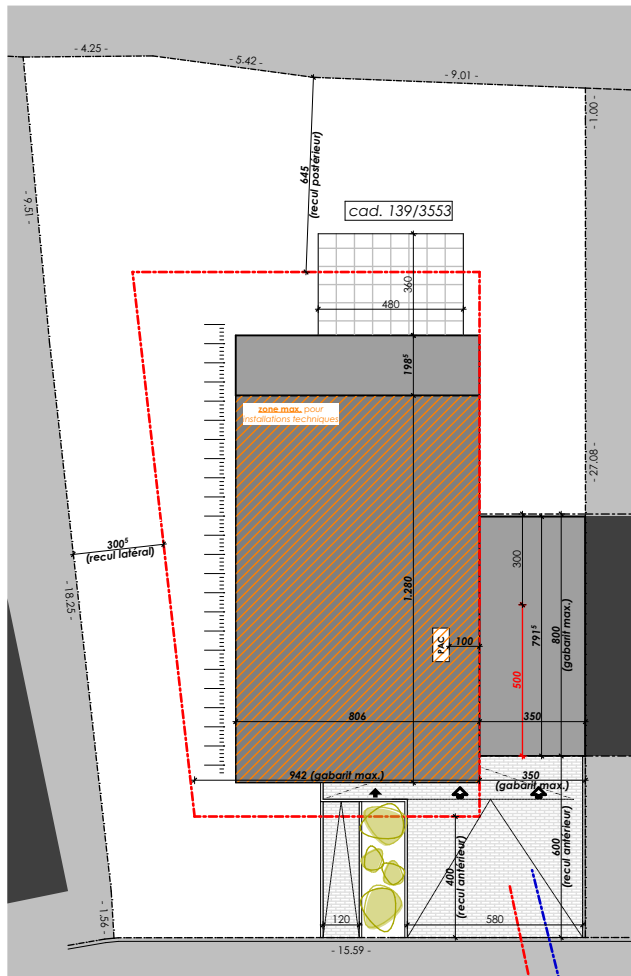 - 4.25 -
- 5.42 -
- 9.01 -
- 1.00 -
645
(recul postérieur)
cad. 139/3553
- 9.51 -
360
480
198⁵
zone max. pour
installations techniques
- 27.08 -
300⁵
(recul latéral)
300
- 18.25 -
1.280
791⁵
800
(gabarit max.)
PAC
100
500
806
350
942 (gabarit max.)
350
(gabarit max.)
400
(recul antérieur)
600
(recul antérieur)
- 1.56 -
120
580
- 15.59 -